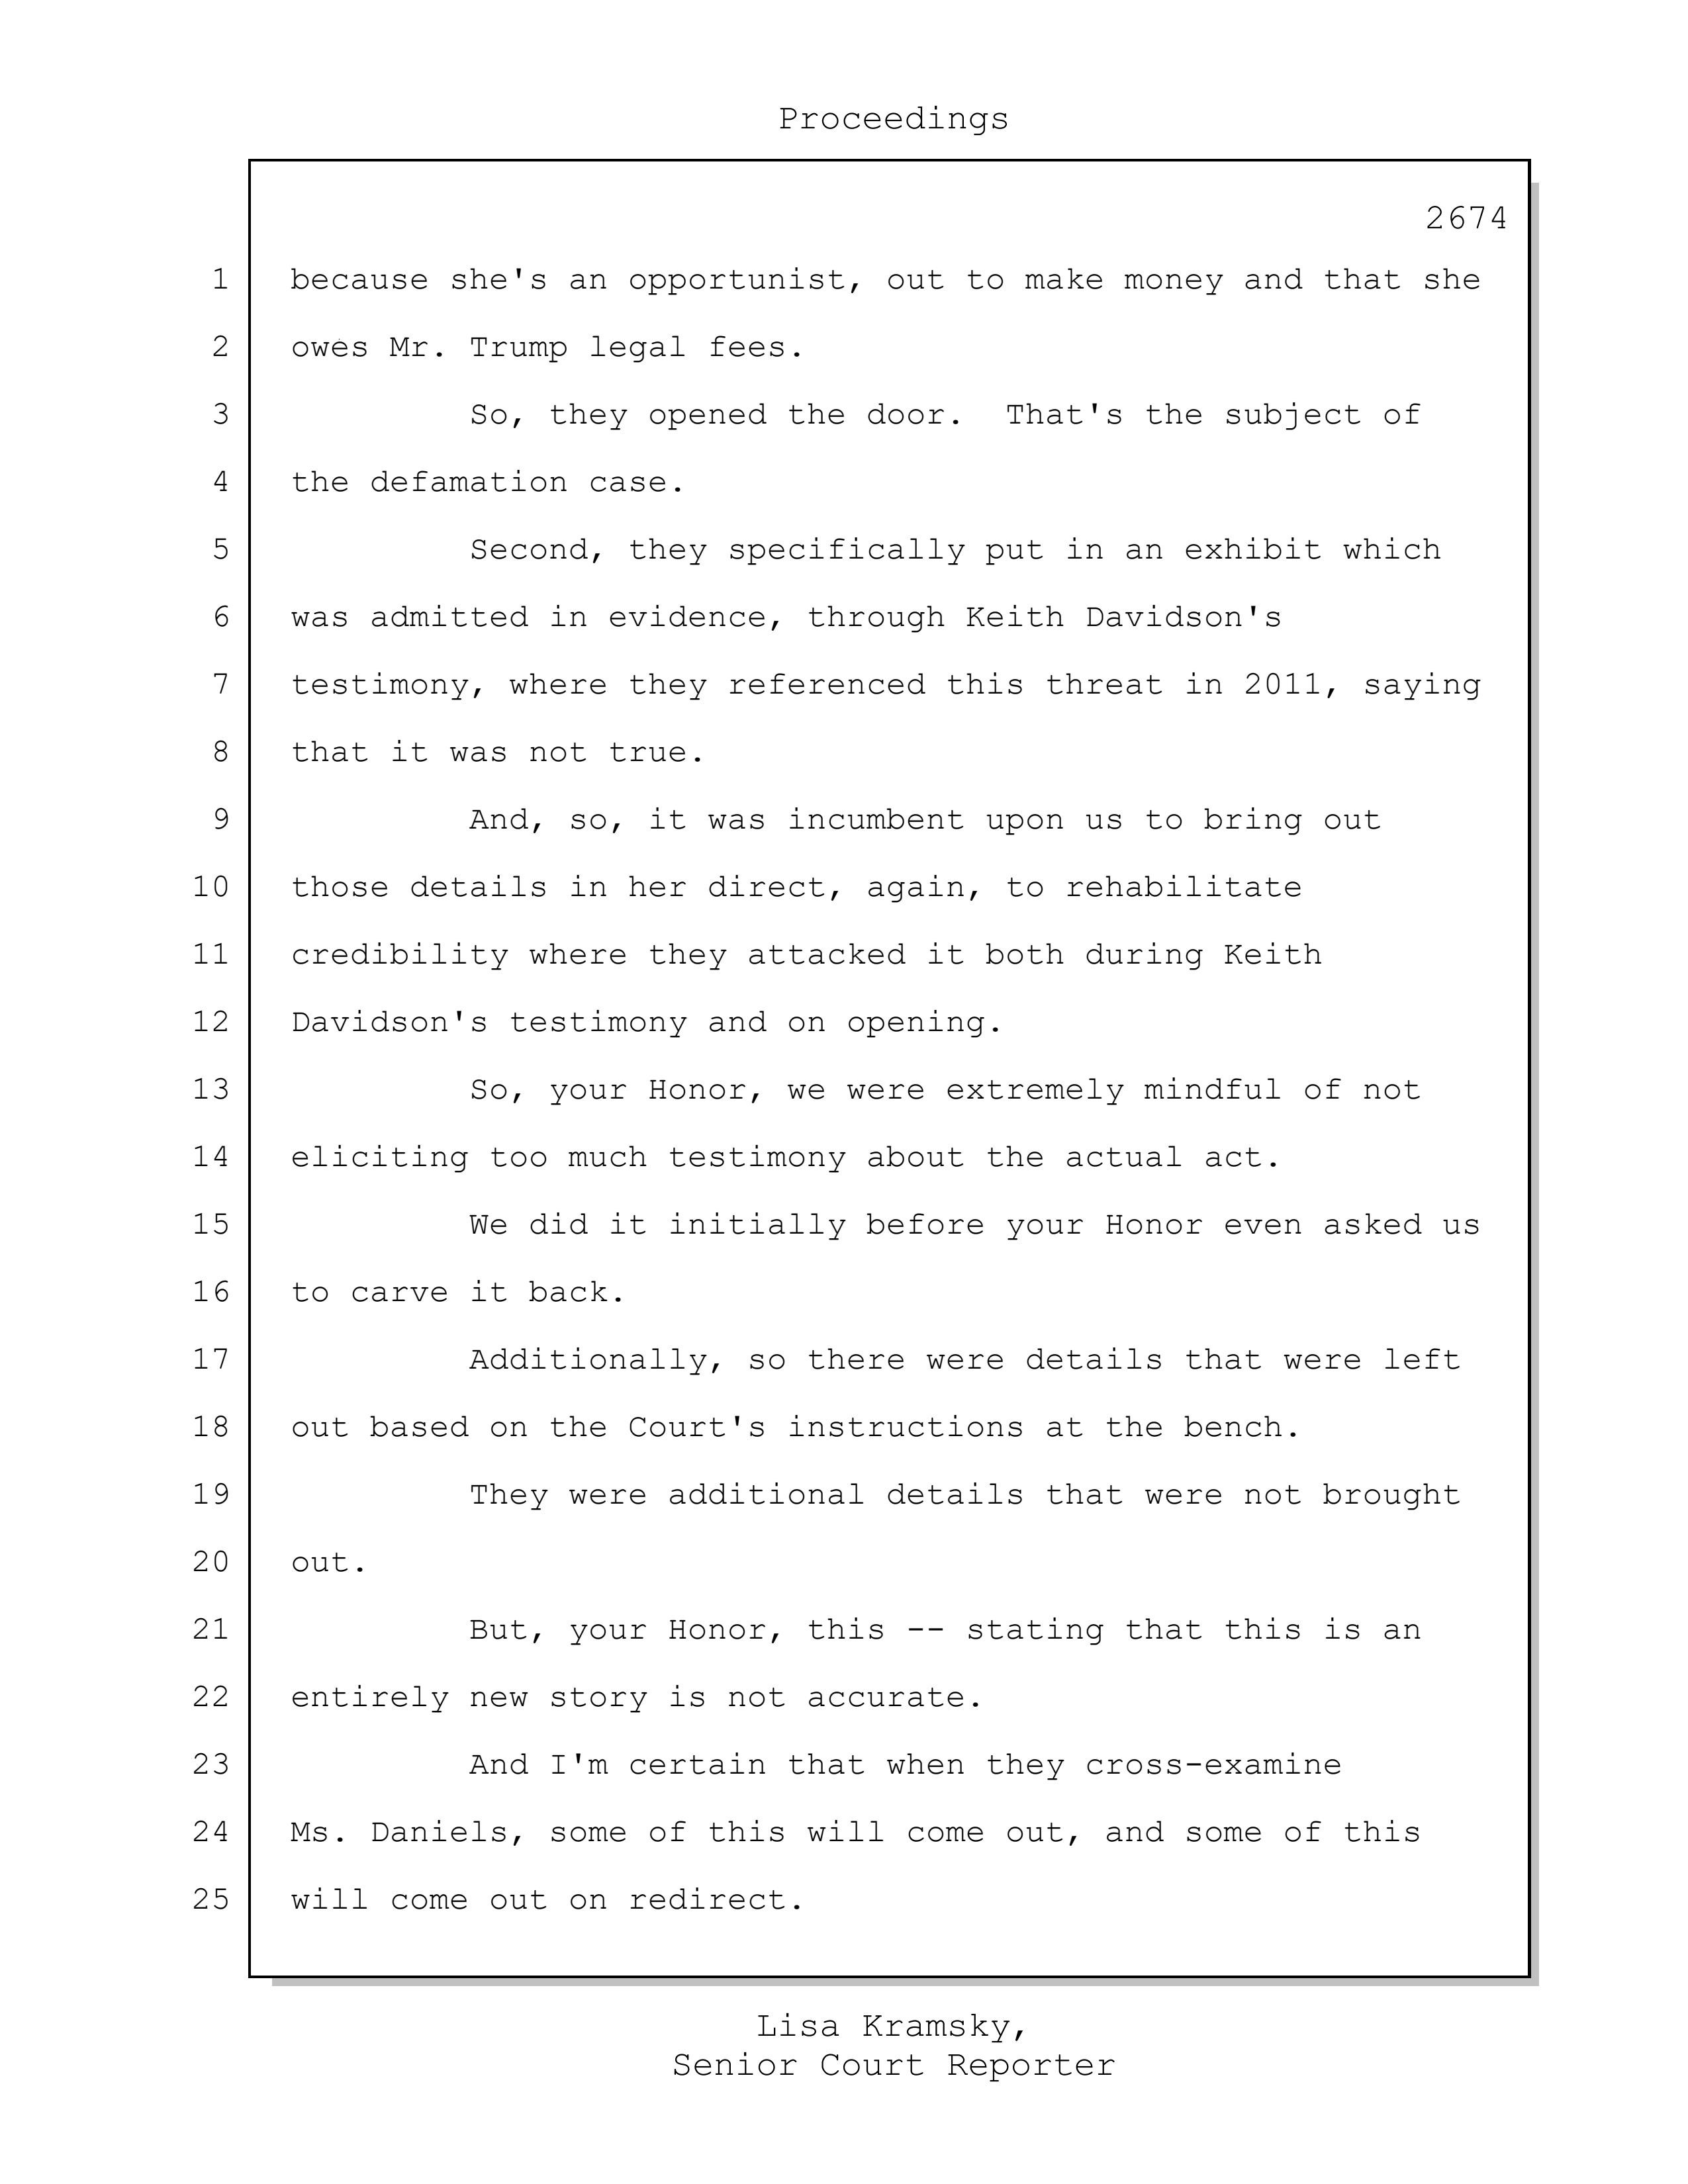 Proceedings
2674
1 because she's an opportunist, out to make money and that she
2 owes Mr. Trump legal fees.
3 So, they opened the door.  That's the subject of
4 the defamation case.
5 Second, they specifically put in an exhibit which
6 was admitted in evidence, through Keith Davidson's
7 testimony, where they referenced this threat in 2011, saying
8 that it was not true.
9 And, so, it was incumbent upon us to bring out
10 those details in her direct, again, to rehabilitate
11 credibility where they attacked it both during Keith
12 Davidson's testimony and on opening.
13 So, your Honor, we were extremely mindful of not
14 eliciting too much testimony about the actual act.
15 We did it initially before your Honor even asked us
16 to carve it back.
17 Additionally, so there were details that were left
18 out based on the Court's instructions at the bench.
19 They were additional details that were not brought
20 out.
21 But, your Honor, this -- stating that this is an
22 entirely new story is not accurate.
23 And I'm certain that when they cross-examine
24 Ms. Daniels, some of this will come out, and some of this
25 will come out on redirect.
Lisa Kramsky,
Senior Court Reporter